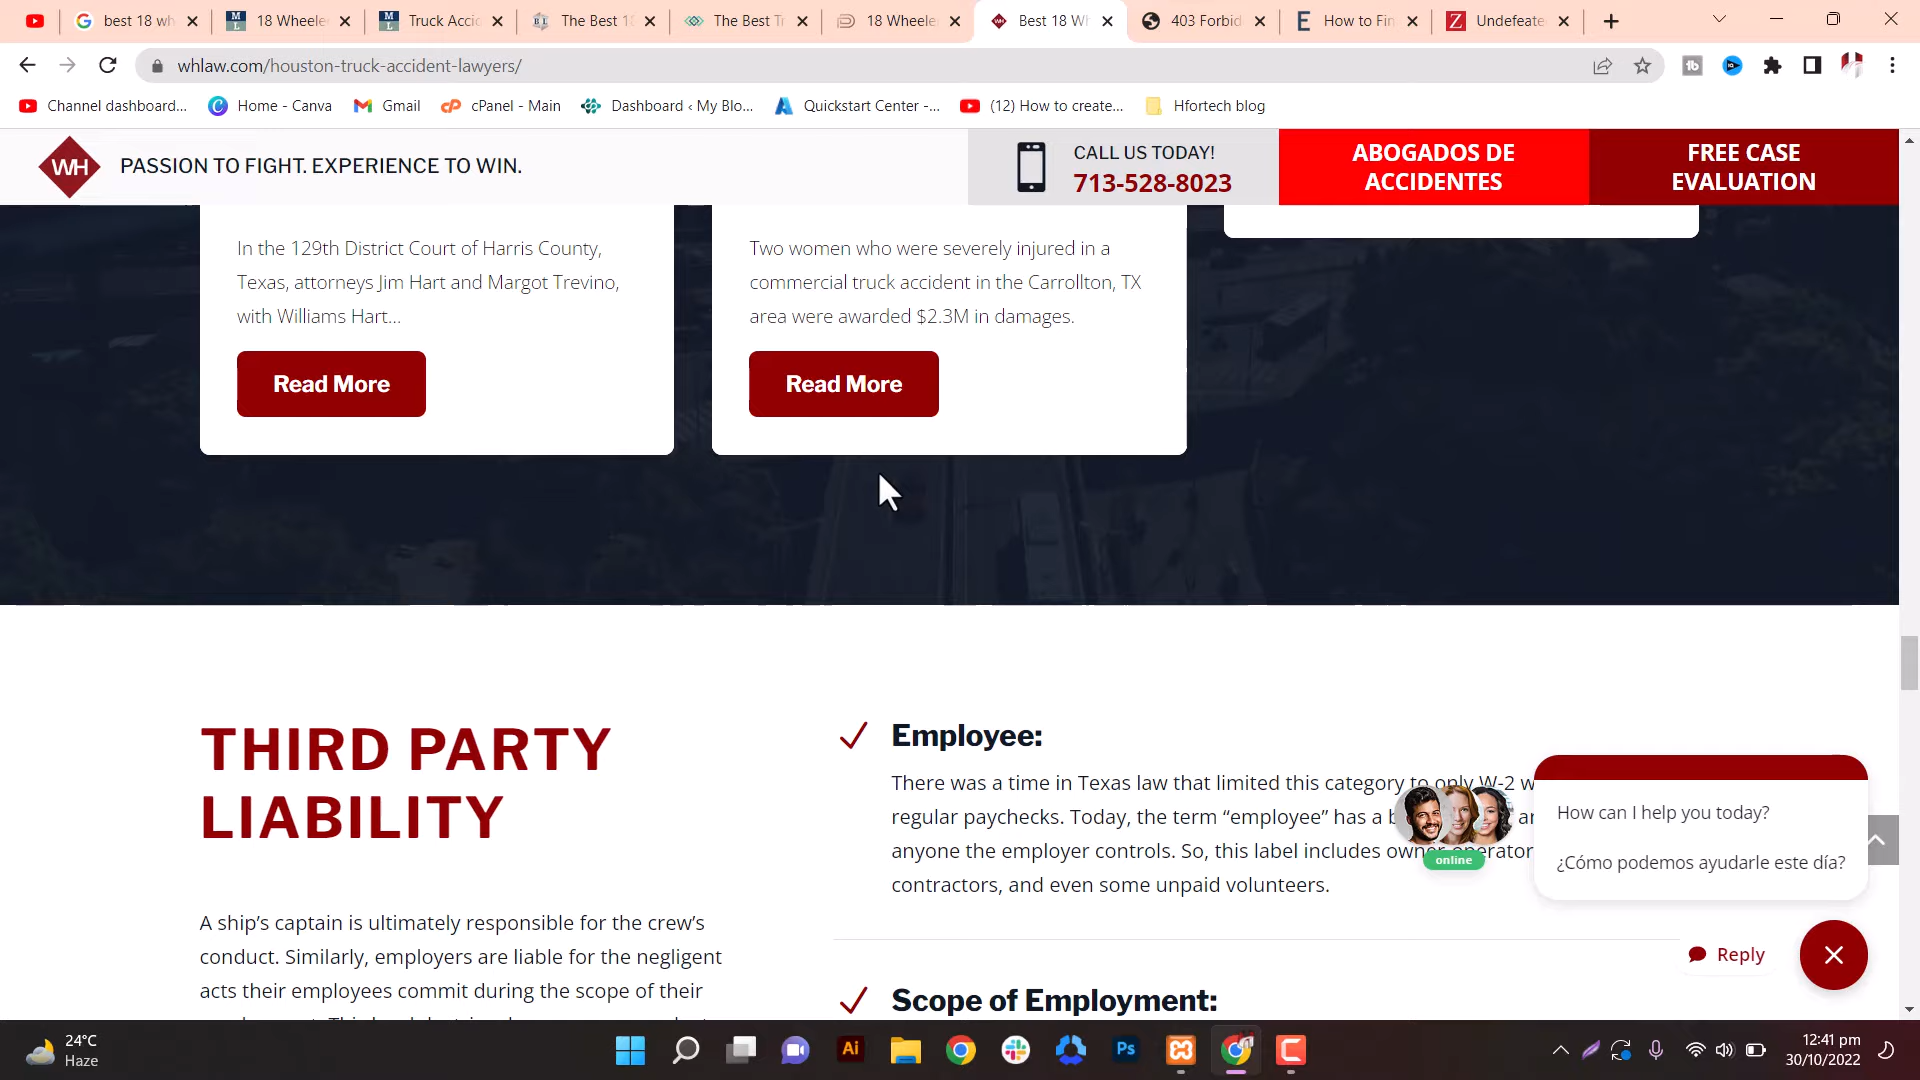 best 18 wh
18 Wheele
Truck Accid
The Best 18
The Best Tr
18 Wheele
Best 18 Wh
403 Forbid
How to Fin
Undefeate
whlaw.com/houston-truck-accident-lawyers/
Channel dashboard...
Home - Canva
Gmail
cPanel - Main
Dashboard ‹ My Blo...
Quickstart Center -...
(12) How to create...
Hfortech blog
WH
PASSION TO FIGHT. EXPERIENCE TO WIN.
CALL US TODAY!
713-528-8023
ABOGADOS DE
ACCIDENTES
FREE CASE
EVALUATION
In the 129th District Court of Harris County,
Texas, attorneys Jim Hart and Margot Trevino,
with Williams Hart...
Read More
Two women who were severely injured in a
commercial truck accident in the Carrollton, TX
area were awarded $2.3M in damages.
Read More
THIRD PARTY
LIABILITY
A ship’s captain is ultimately responsible for the crew’s
conduct. Similarly, employers are liable for the negligent
acts their employees commit during the scope of their
Employee:
There was a time in Texas law that limited this category to only W-2 w
regular paychecks. Today, the term “employee” has a b
anyone the employer controls. So, this label includes owner-operator
contractors, and even some unpaid volunteers.
Scope of Employment:
online
How can I help you today?
¿Cómo podemos ayudarle este día?
Reply
24°C
Haze
Ai
Ps
12:41 pm
30/10/2022